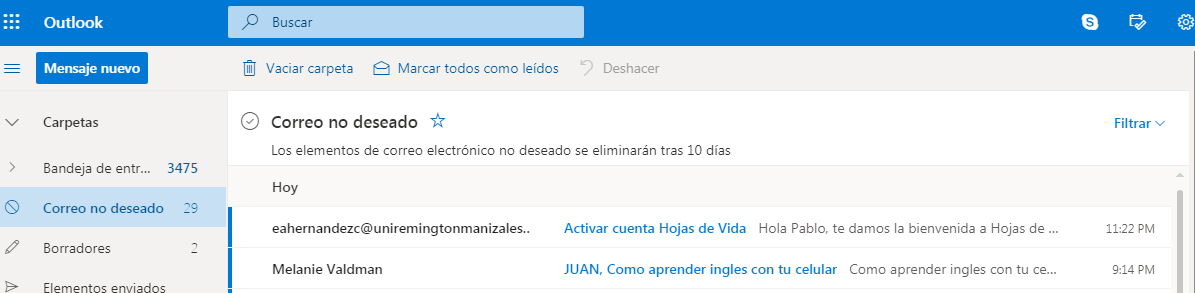 Outlook
Buscar
Mensaje nuevo
Vaciar carpeta Marcar todos como leídos Deshacer
Carpetas
Bandeja de entr... 3475
Correo no deseado 29
Borradores 2
Elementos enviados
Correo no deseado
Filtrar
Los elementos de correo electrónico no deseado se eliminarán tras 10 días
Hoy
eahernandezc@uniremingtonmanizales.. Activar cuenta Hojas de Vida Hola Pablo, te damos la bienvenida a Hojas de ... 11:22 PM
Melanie Valdman JUAN, Como aprender ingles con tu celular Como aprender ingles con tu ce... 9:14 PM